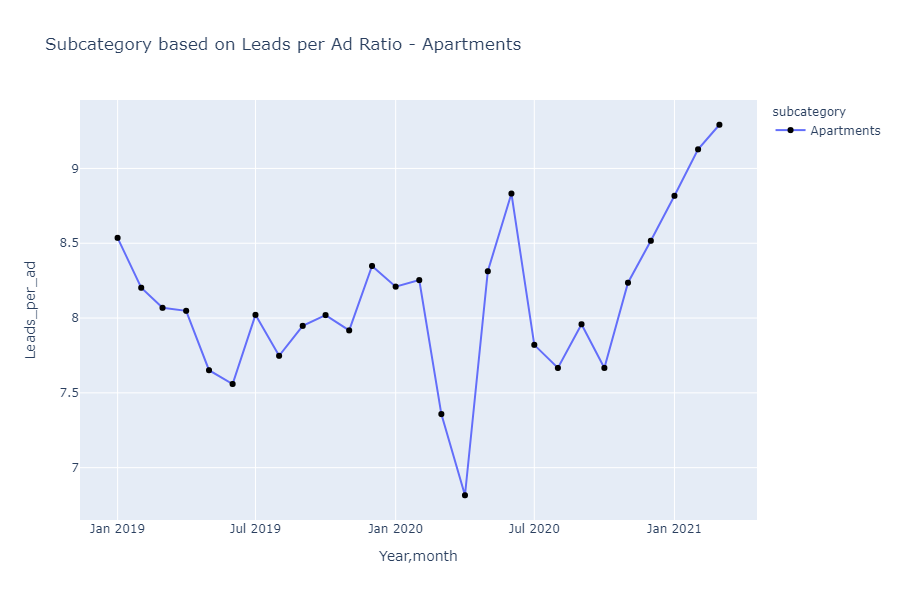 Subcategory based on Leads per Ad Ratio - Apartments
subcategory
Apartments
9
8.5
8
7.5
7
Leads_per_ad
Jan 2019
Jul 2019
Jan 2020
Jul 2020
Jan 2021
Year,month